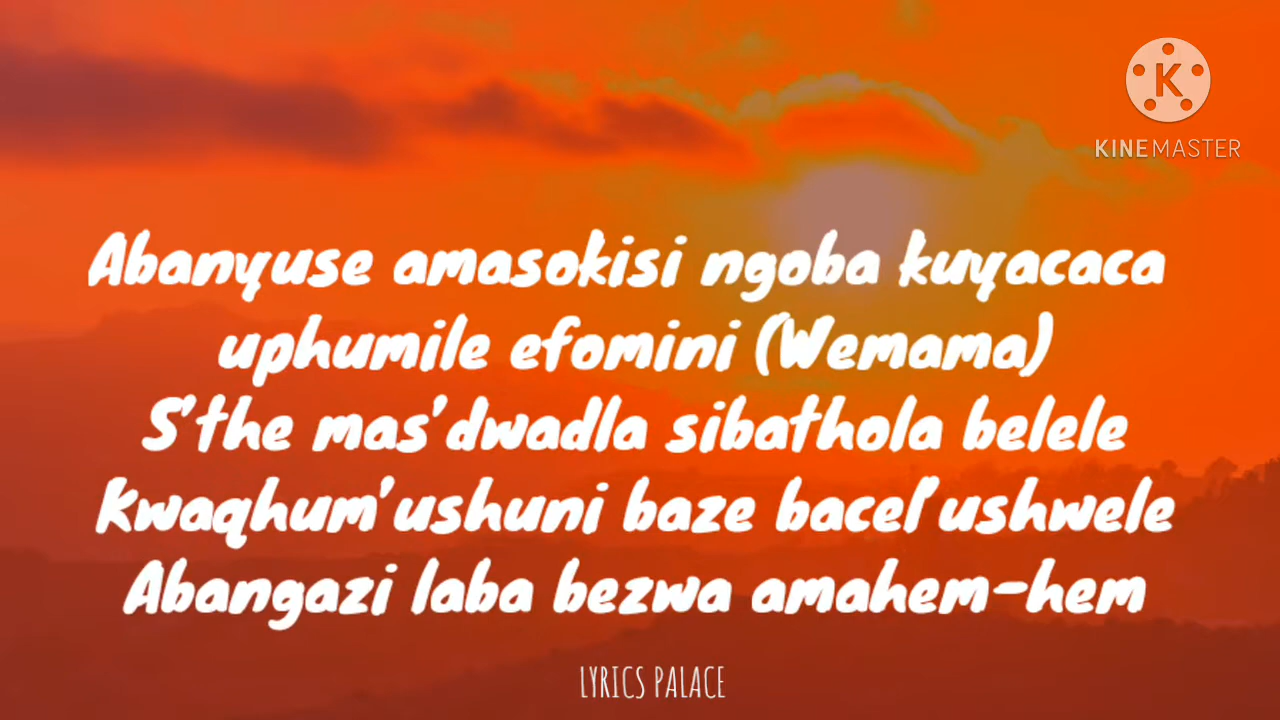 K
KINEMASTER
Abanyuse amasokisi ngoba kuyacaca
uphumile efomini (Wemama)
S'the mas'dwadla sibathola belele
Kwaqhum'ushuni baze bacel'ushwele
Abangazi laba bezwa amahem-hem
LYRICS PALACE